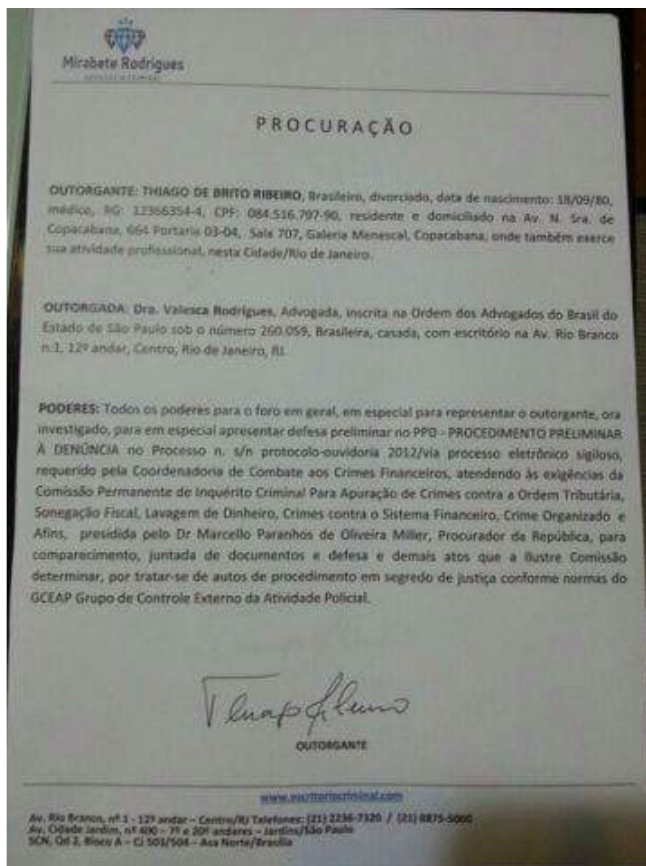 Mirabete Rodrigues
PROCURAÇÃO
OUTORGANTE: THIAGO DE BRITO RIBEIRO, Brasileiro, divorciado, data de nascimento: 18/09/80,
médico, RG: 12366354-4, CPF: 084.516.797-90, residente e domiciliado na Av. N. Sra. de
Copacabana, 664 Portaria 03-04, Sala 707, Galeria Menescal, Copacabana, onde também exerce
sua atividade profissional, nesta Cidade/Rio de Janeiro.
OUTORGADA: Dra. Valesca Rodrigues, Advogada, inscrita na Ordem dos Advogados do Brasil do
Estado de São Paulo sob o número 260.059, Brasileira, casada, com escritório na Av. Rio Branco
n.1, 12º andar, Centro, Rio de Janeiro, RJ.
PODERES: Todos os poderes para o foro em geral, em especial para representar o outorgante, ora
investigado, para em especial apresentar defesa preliminar no PPD - PROCEDIMENTO PRELIMINAR
À DENÚNCIA no Processo n. s/n protocolo-ouvidoria 2012/via processo eletrônico sigiloso,
requerido pela Coordenadoria de Combate aos Crimes Financeiros, atendendo às exigências da
Comissão Permanente de Inquérito Criminal Para Apuração de Crimes contra a Ordem Tributária,
Sonegação Fiscal, Lavagem de Dinheiro, Crimes contra o Sistema Financeiro, Crime Organizado e
Afins, presidida pelo Dr Marcello Paranhos de Oliveira Miller, Procurador da República, para
comparecimento, juntada de documentos e defesa e demais atos que a Ilustre Comissão
determinar, por tratar-se de autos de procedimento em segredo de justiça conforme normas do
GCEAP Grupo de Controle Externo da Atividade Policial.
OUTORGANTE
www.escritoriocriminal.com
Av. Rio Branco, nº 1 - 12º andar – Centro/RJ Telefones: (21) 2236-7320 / (21) 8875-5000
Av. Cidade Jardim, nº 400 – 7º e 20º andares – Jardins/São Paulo
SCN, Qd 2, Bloco A – Cj 503/504 – Asa Norte/Brasília